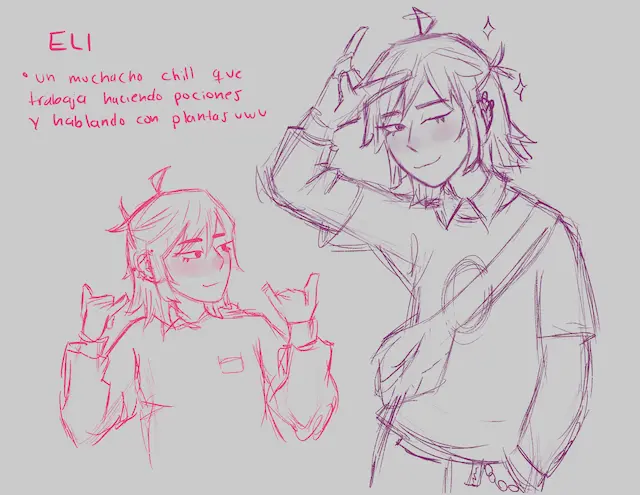 ELI
• un muchacho chill que
trabaja haciendo pociones
y hablando con plantas uwu